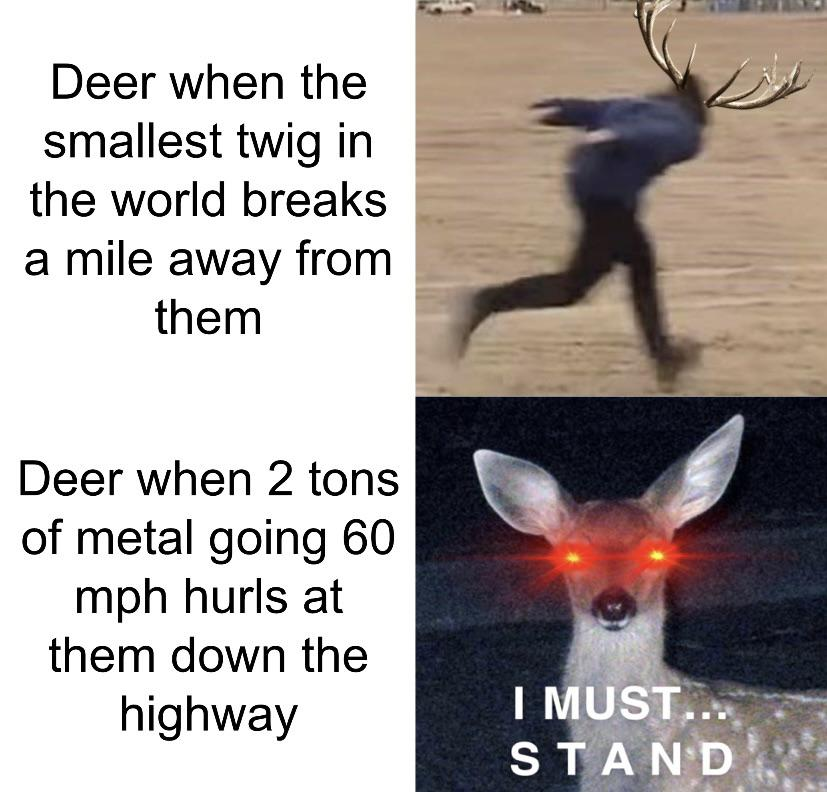 Deer when the
smallest twig in
the world breaks
a mile away from
them
Deer when 2 tons
of metal going 60
mph hurls at
them down the
highway
I MUST...
S T A N D